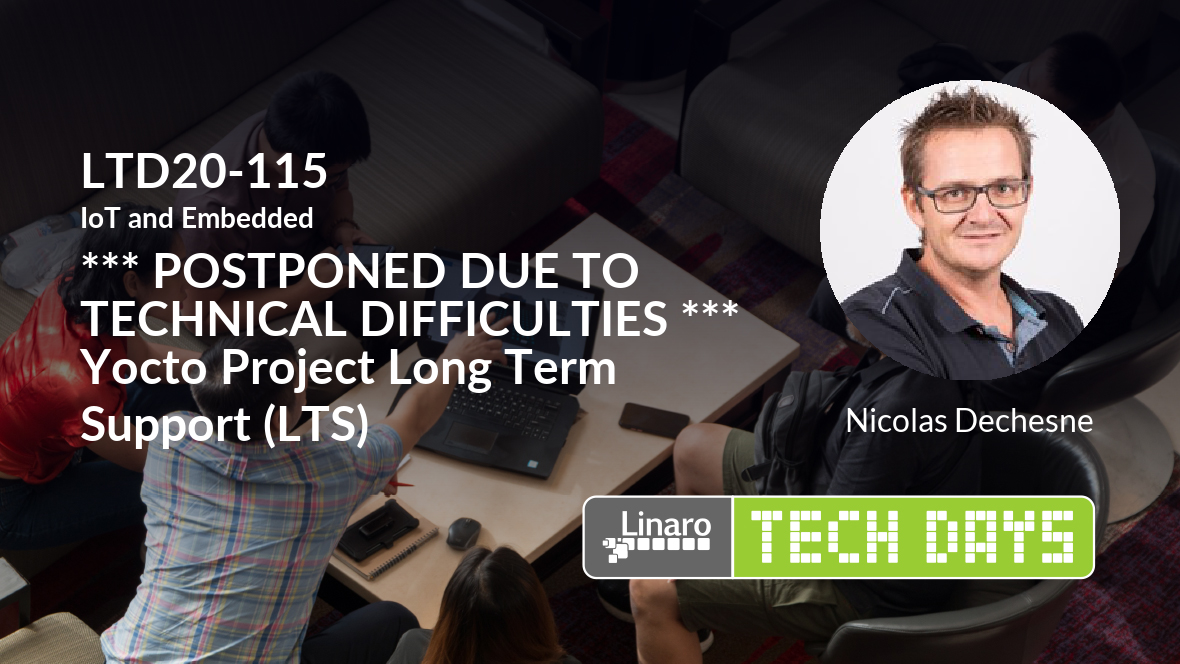 LTD20-115
IoT and Embedded
*** POSTPONED DUE TO
TECHNICAL DIFFICULTIES ***
Yocto Project Long Term
Support (LTS)
Nicolas Dechesne
Linaro
TECH DAYS